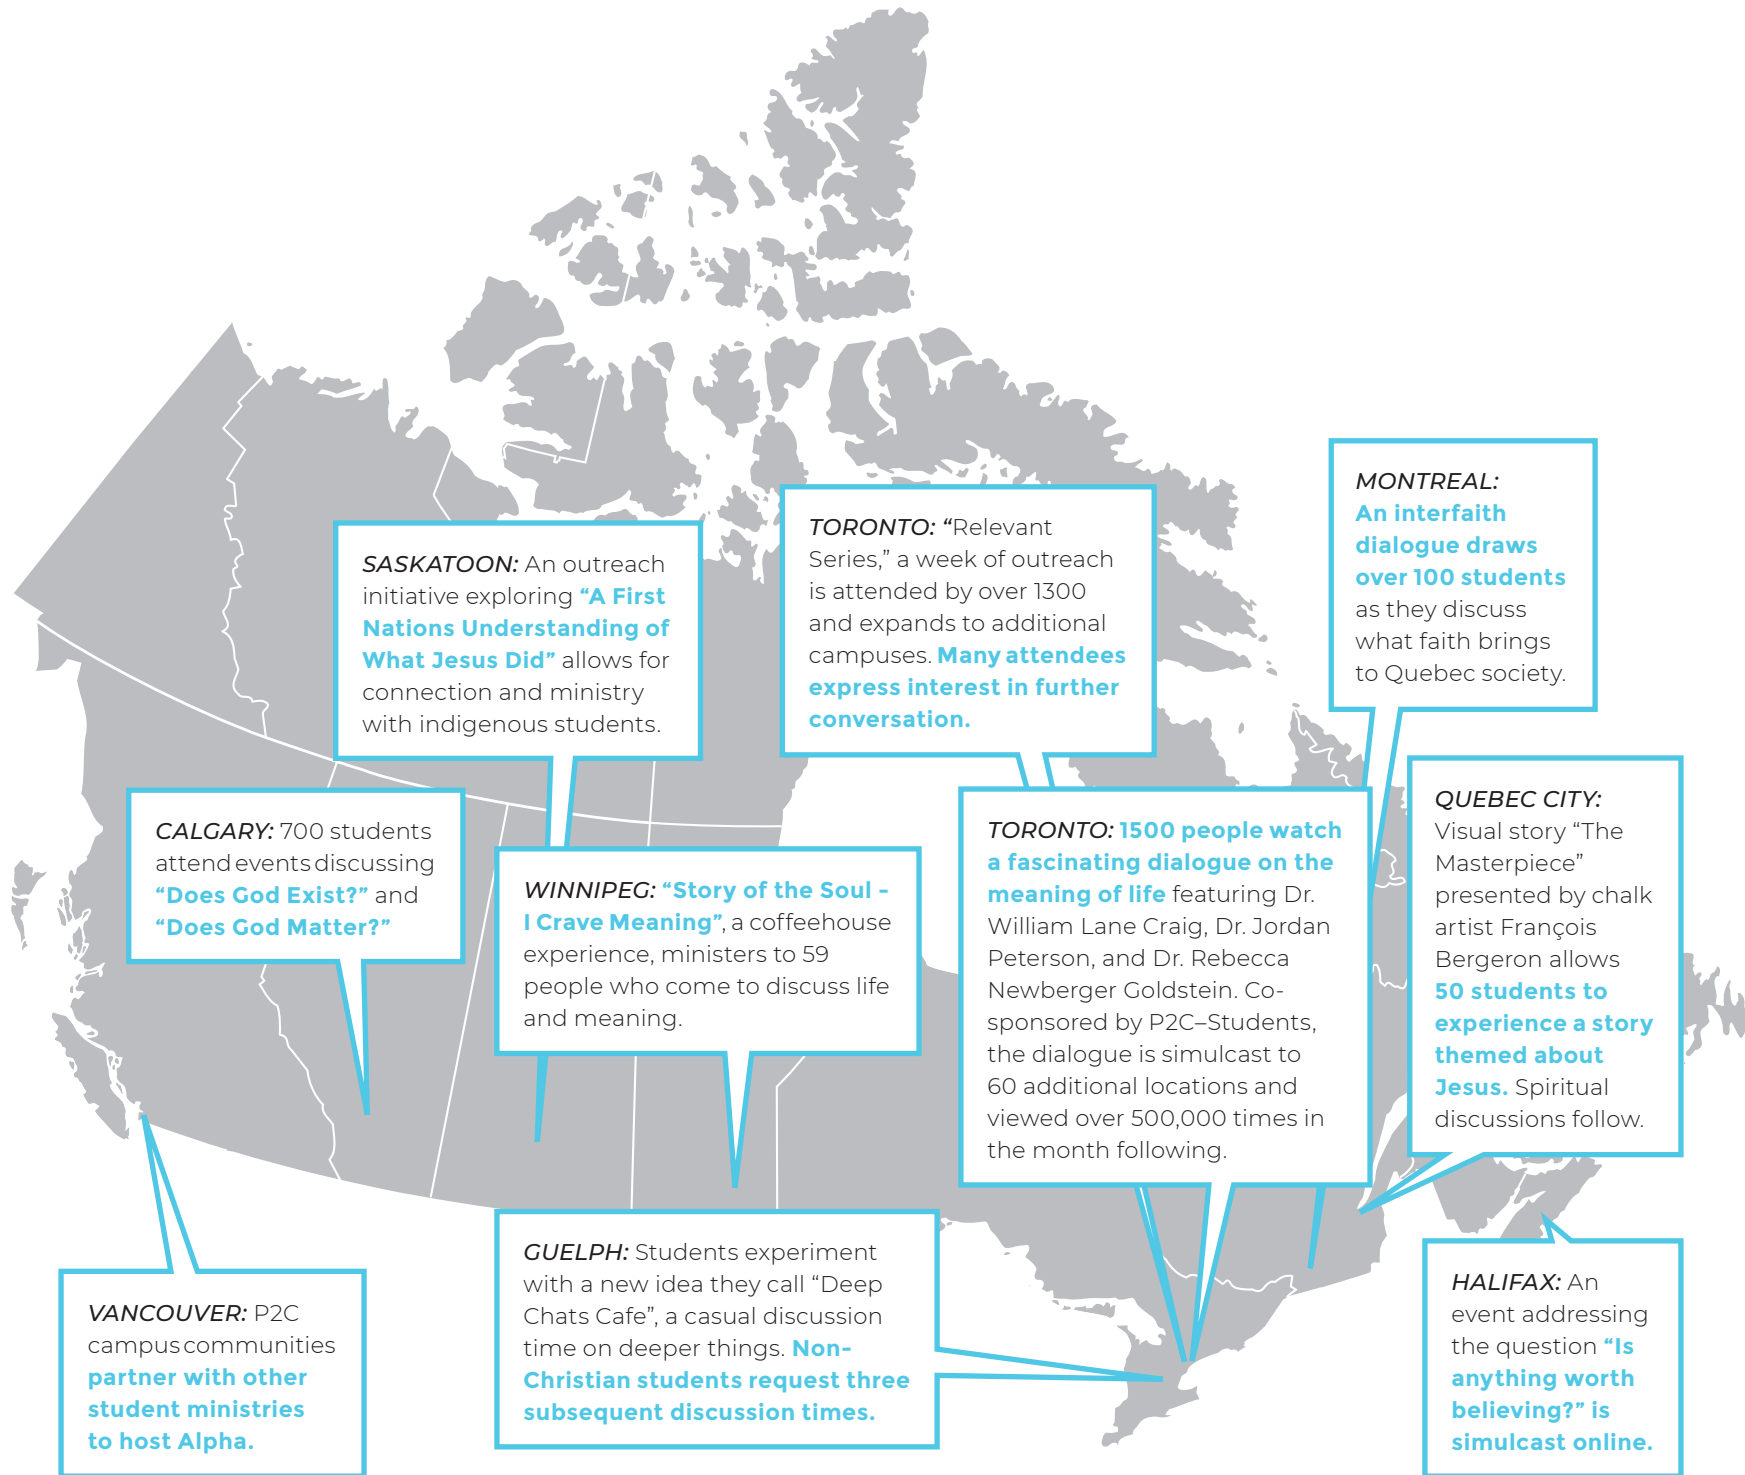 MONTREAL:
An interfaith
dialogue draws
over 100 students
as they discuss
what faith brings
to Quebec society.
SASKATOON: An outreach
initiative exploring “A First
Nations Understanding of
What Jesus Did” allows for
connection and ministry
with indigenous students.
TORONTO: “Relevant
Series,” a week of outreach
is attended by over 1300
and expands to additional
campuses. Many attendees
express interest in further
conversation.
CALGARY: 700 students
attend events discussing
“Does God Exist?” and
“Does God Matter?”
WINNIPEG: “Story of the Soul -
I Crave Meaning”, a coffeehouse
experience, ministers to 59
people who come to discuss life
and meaning.
TORONTO: 1500 people watch
a fascinating dialogue on the
meaning of life featuring Dr.
William Lane Craig, Dr. Jordan
Peterson, and Dr. Rebecca
Newberger Goldstein. Co-
sponsored by P2C–Students,
the dialogue is simulcast to
60 additional locations and
viewed over 500,000 times in
the month following.
QUEBEC CITY:
Visual story “The
Masterpiece”
presented by chalk
artist François
Bergeron allows
50 students to
experience a story
themed about
Jesus. Spiritual
discussions follow.
VANCOUVER: P2C
campus communities
partner with other
student ministries
to host Alpha.
GUELPH: Students experiment
with a new idea they call “Deep
Chats Cafe”, a casual discussion
time on deeper things. Non-
Christian students request three
subsequent discussion times.
HALIFAX: An
event addressing
the question “Is
anything worth
believing?” is
simulcast online.